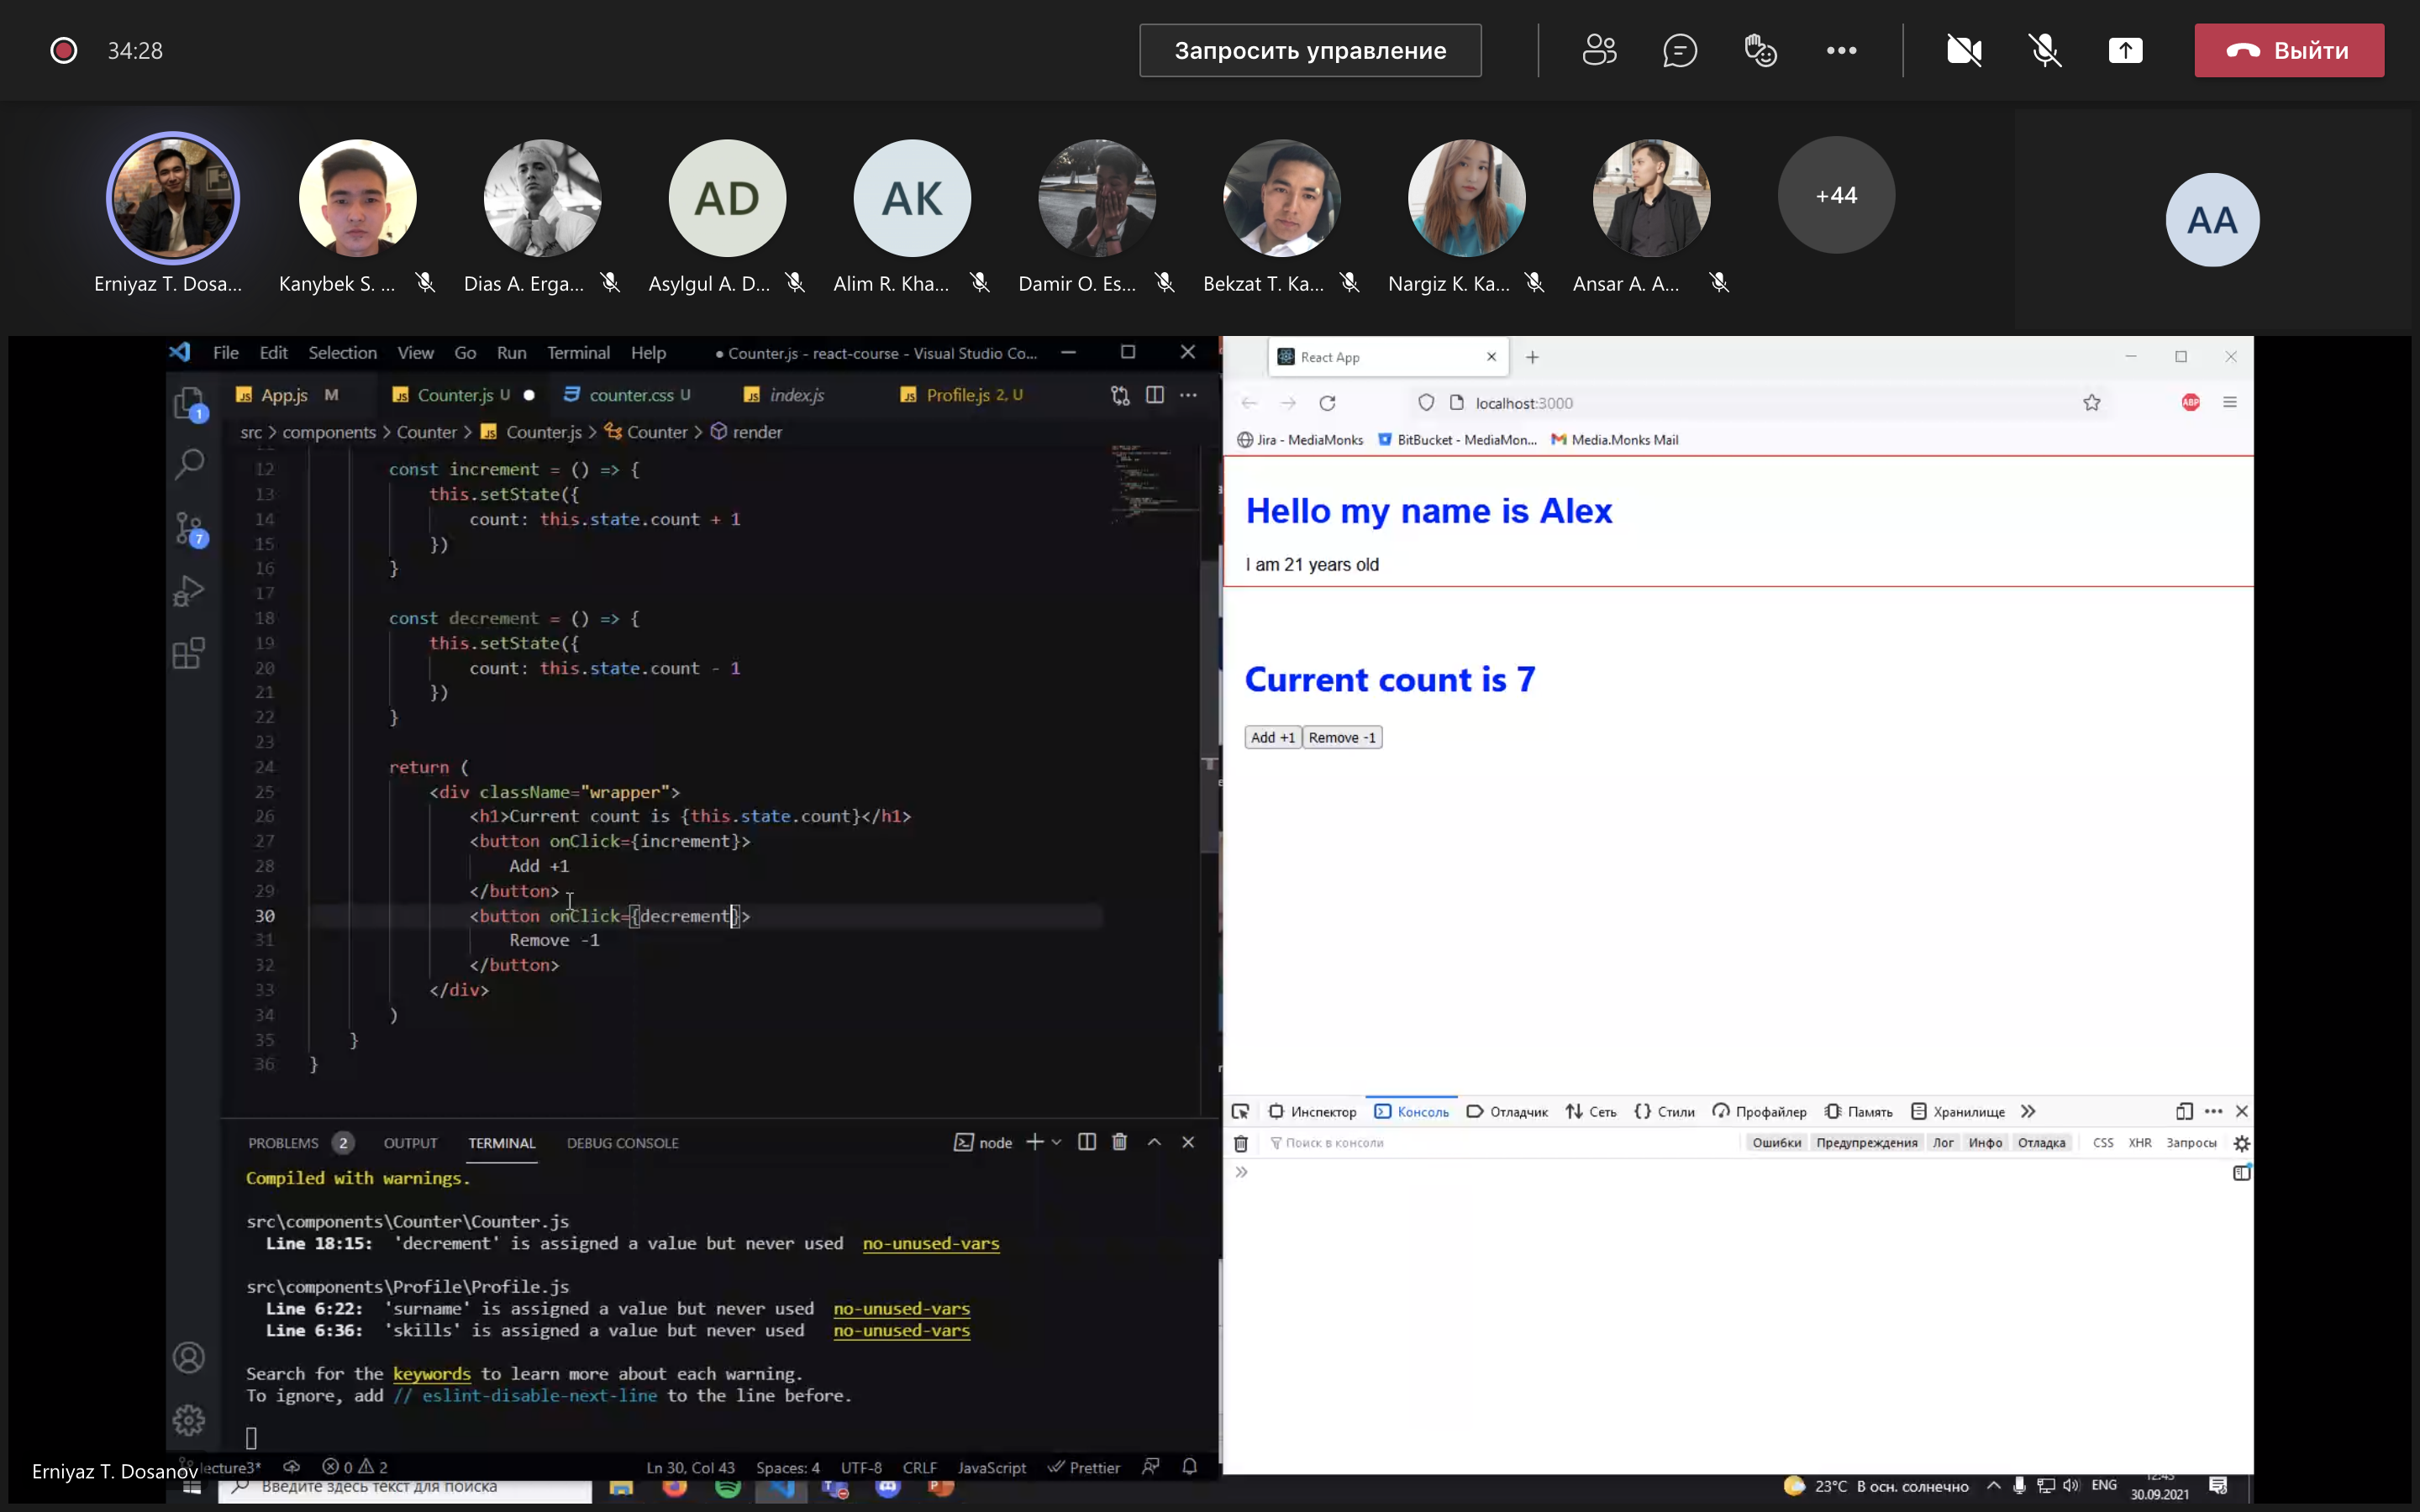 34:28
Запросить управление
Выйти
AD
AK
+44
AA
Erniyaz T. Dosa...
Kanybek S. ...
Dias A. Erga...
Asylgul A. D...
Alim R. Kha...
Damir O. Es...
Bekzat T. Ka...
Nargiz K. Ka...
Ansar A. A...
File Edit Selection View Go Run Terminal Help
● Counter.js - react-course - Visual Studio Co...
JS App.js M
JS Counter.js U ●
counter.css U
JS index.js
JS Profile.js 2, U
src > components > Counter > JS Counter.js > Counter > render
1
7
12 const increment = () => {
13 this.setState({
14 count: this.state.count + 1
15 })
16 }
17
18 const decrement = () => {
19 this.setState({
20 count: this.state.count - 1
21 })
22 }
23
24 return (
25 <div className="wrapper">
26 <h1>Current count is {this.state.count}</h1>
27 <button onClick={increment}>
28 Add +1
29 </button>
30 <button onClick={decrement}>
31 Remove -1
32 </button>
33 </div>
34 )
35 }
36 }
PROBLEMS 2 OUTPUT TERMINAL DEBUG CONSOLE
node
Compiled with warnings.
src\components\Counter\Counter.js
Line 18:15: 'decrement' is assigned a value but never used no-unused-vars
src\components\Profile\Profile.js
Line 6:22: 'surname' is assigned a value but never used no-unused-vars
Line 6:36: 'skills' is assigned a value but never used no-unused-vars
Search for the keywords to learn more about each warning.
To ignore, add // eslint-disable-next-line to the line before.
lecture3*
0 2
Ln 30, Col 43 Spaces: 4 UTF-8 CRLF JavaScript Prettier
React App
localhost:3000
ABP
Jira - MediaMonks
BitBucket - MediaMon...
Media.Monks Mail
Hello my name is Alex
I am 21 years old
Current count is 7
Add +1 Remove -1
Инспектор Консоль Отладчик Сеть Стили Профайлер Память Хранилище
Поиск в консоли
Ошибки Предупреждения Лог Инфо Отладка CSS XHR Запросы
Erniyaz T. Dosanov
Введите здесь текст для поиска
23°C В осн. солнечно
ENG
12:43
30.09.2021